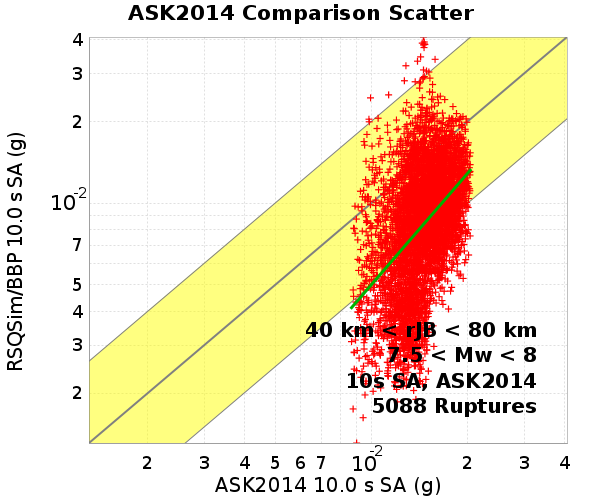 ASK2014 Comparison Scatter
RSQSim/BBP 10.0 s SA (g)
4
3
2
10-2
7
5
4
3
2
40 km < rJB < 80 km
7.5 < Mw < 8
10s SA, ASK2014
5088 Ruptures
2 3 4 5 6 7 10-2 2 3 4
ASK2014 10.0 s SA (g)